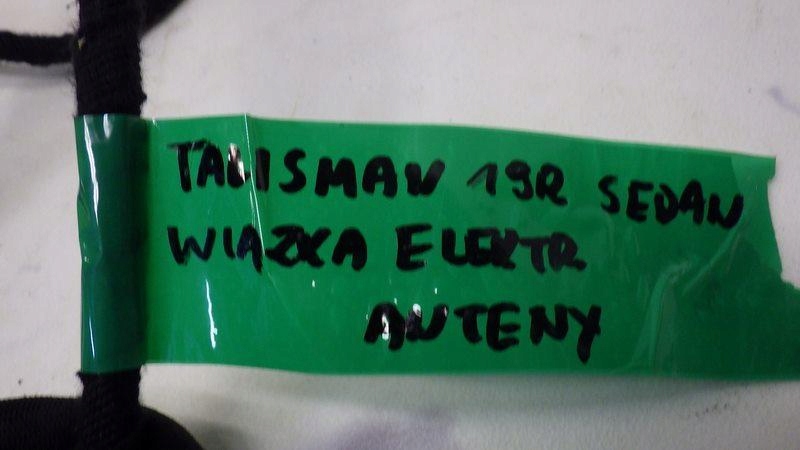 TALISMAN 19R SEDAN
WIAZKA ELEKTR
ANTENY